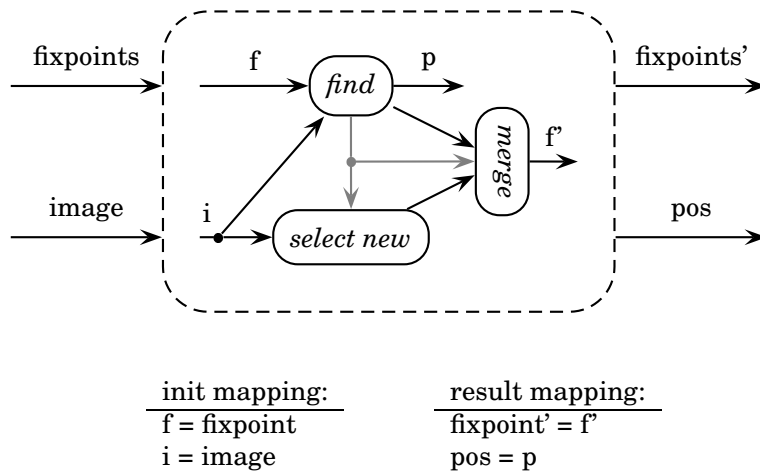 fixpoints
f
find
p
fixpoints’
merge
f’
image
i
select new
pos
init mapping:
f = fixpoint
i = image
result mapping:
fixpoint’ = f’
pos = p